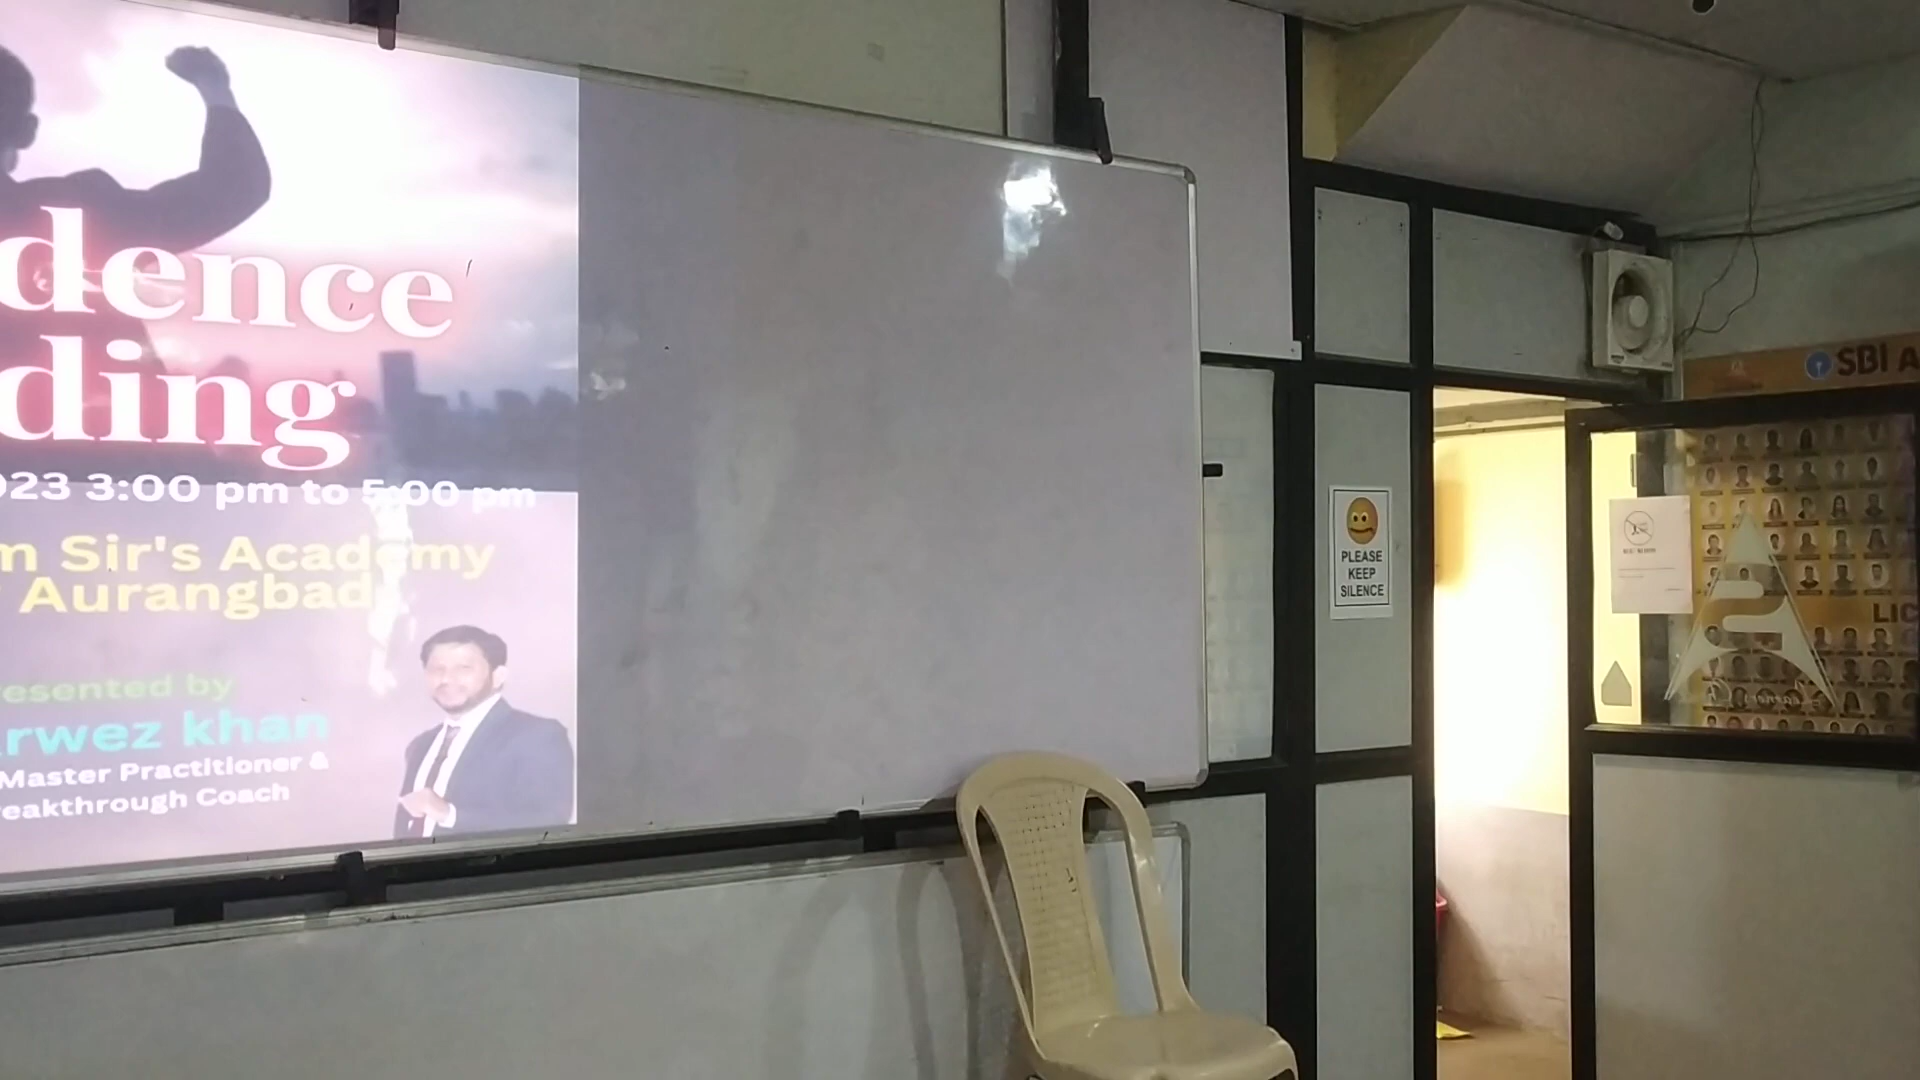 dence
ding
023 3:00 pm to 5:00 pm
m Sir's Academy
Aurangbad
esented by
rwez khan
Master Practitioner &
reakthrough Coach
PLEASE
KEEP
SILENCE
SBI A
LIC